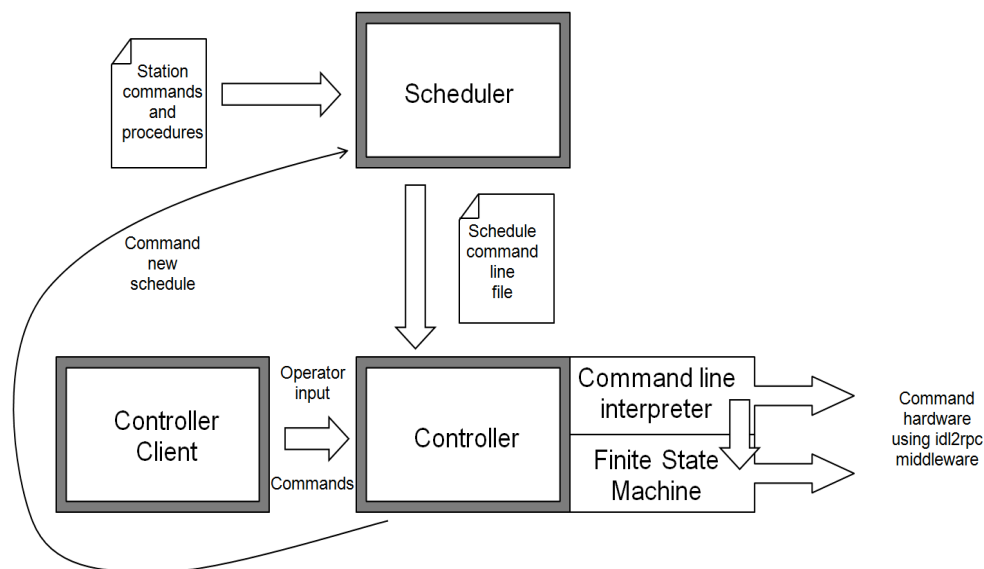 Station
commands
and
procedures
Scheduler
Command
new
schedule
Schedule
command
line
file
Controller
Client
Operator
input
Commands
Controller
Command line
interpreter
Finite State
Machine
Command
hardware
using idl2rpc
middleware